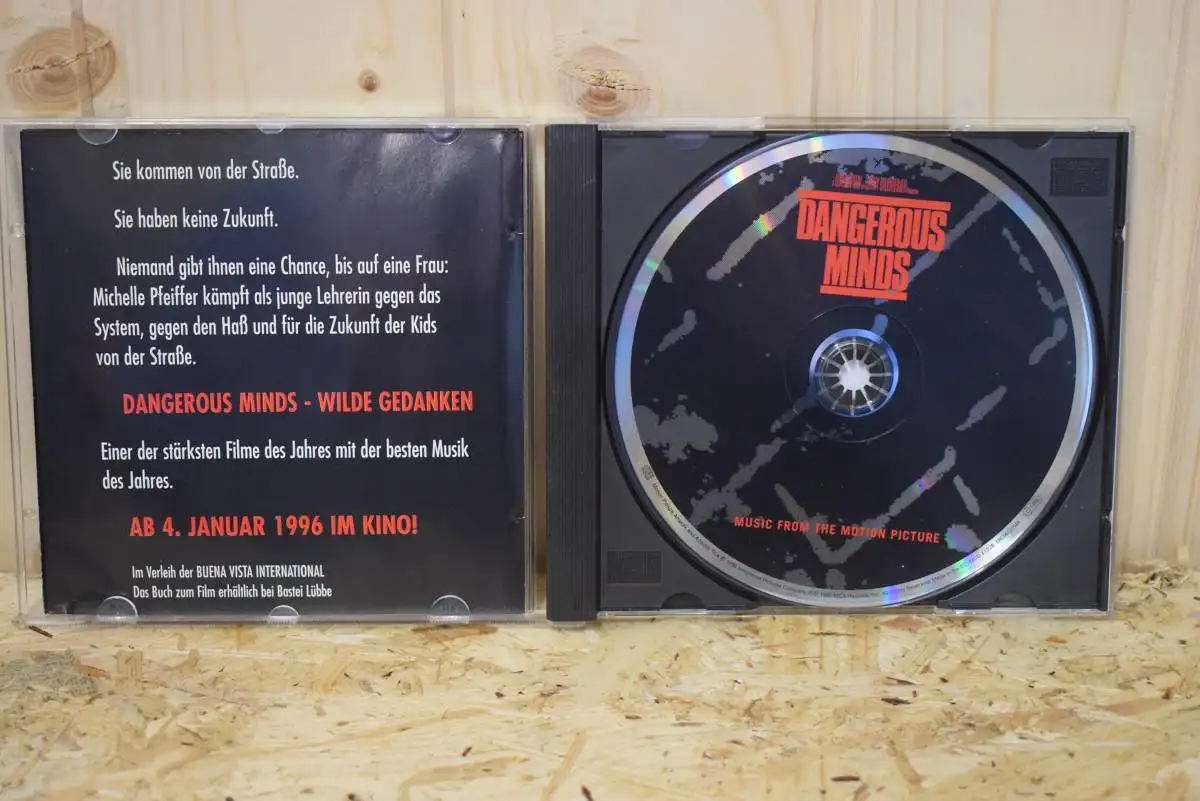 Sie kommen von der Straße.
Sie haben keine Zukunft.
Niemand gibt ihnen eine Chance, bis auf eine Frau:
Michelle Pfeiffer kämpft als junge Lehrerin gegen das
System, gegen den Haß und für die Zukunft der Kids
von der Straße.
DANGEROUS MINDS - WILDE GEDANKEN
Einer der stärksten Filme des Jahres mit der besten Musik
des Jahres.
AB 4. JANUAR 1996 IM KINO!
Im Verleih der BUENA VISTA INTERNATIONAL
Das Buch zum Film erhältlich bei Bastei Lübbe
DANGEROUS
MINDS
MUSIC FROM THE MOTION PICTURE